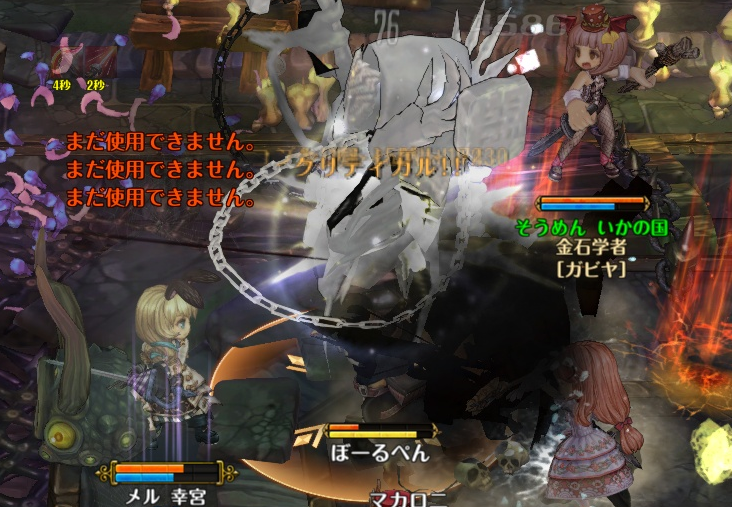 76
4秒 2秒
まだ使用できません。
まだ使用できません。
まだ使用できません。
そうめん いかの国
金石学者
[ガビヤ]
ぼーるぺん
メル 幸宮
マカロニ